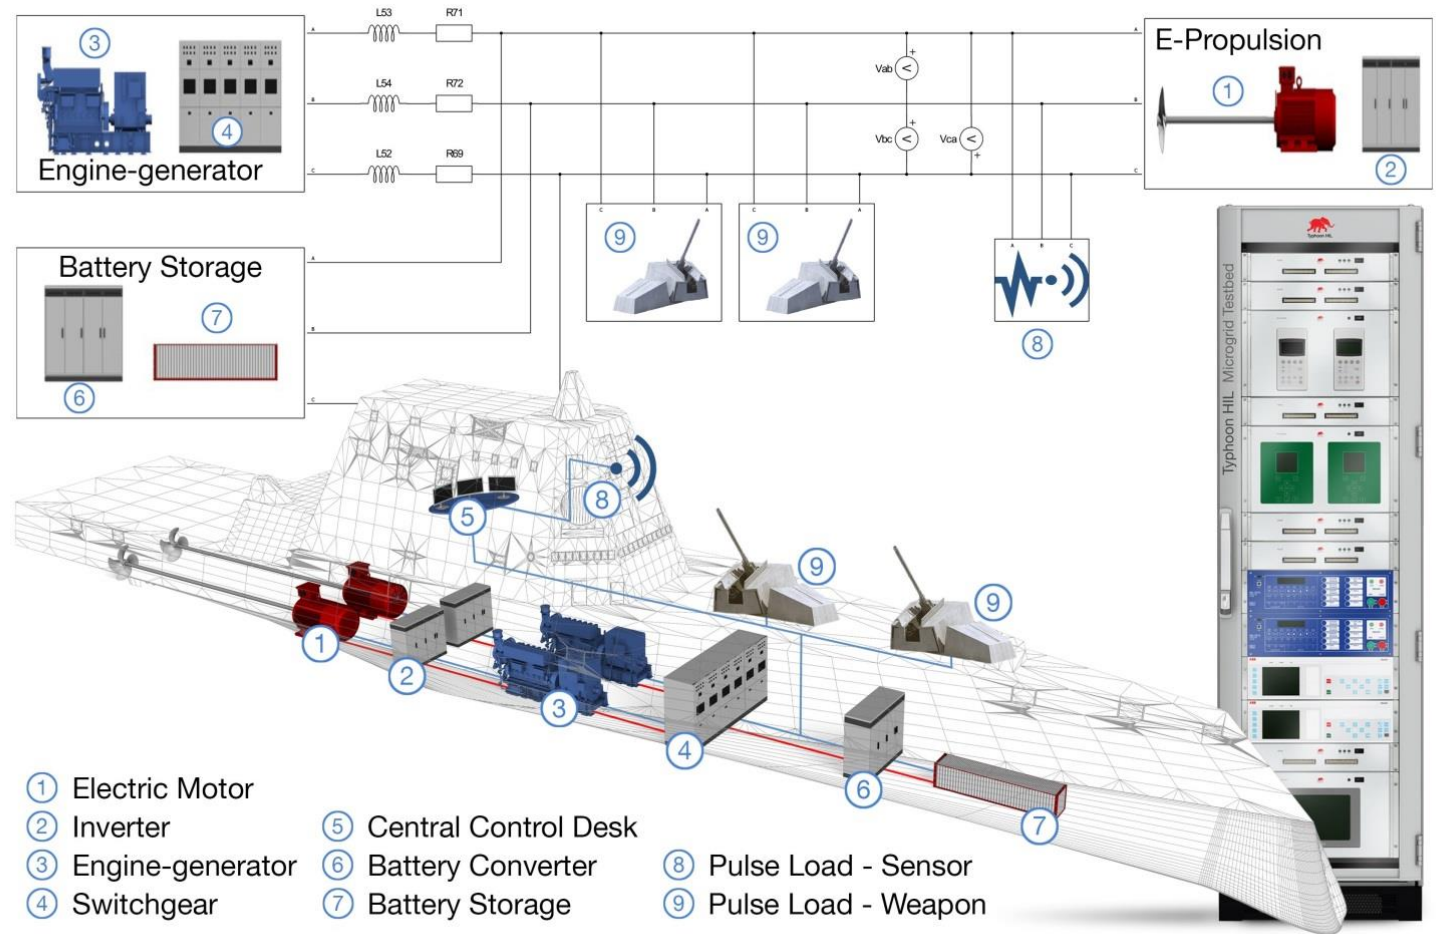 L53
R71
A
A
3
4
Engine-generator
L54
R72
B
B
L52
R69
C
C
Vab
+
V
Vbc
+
V
Vca
V
+
E-Propulsion
1
2
Battery Storage
7
6
A
B
C
C
B
A
9
C
B
A
9
A
B
C
8
Typhoon HIL
Typhoon HIL Microgrid Testbed
5
8
9
9
1
2
3
4
6
7
1 Electric Motor
2 Inverter
3 Engine-generator
4 Switchgear
5 Central Control Desk
6 Battery Converter
7 Battery Storage
8 Pulse Load - Sensor
9 Pulse Load - Weapon